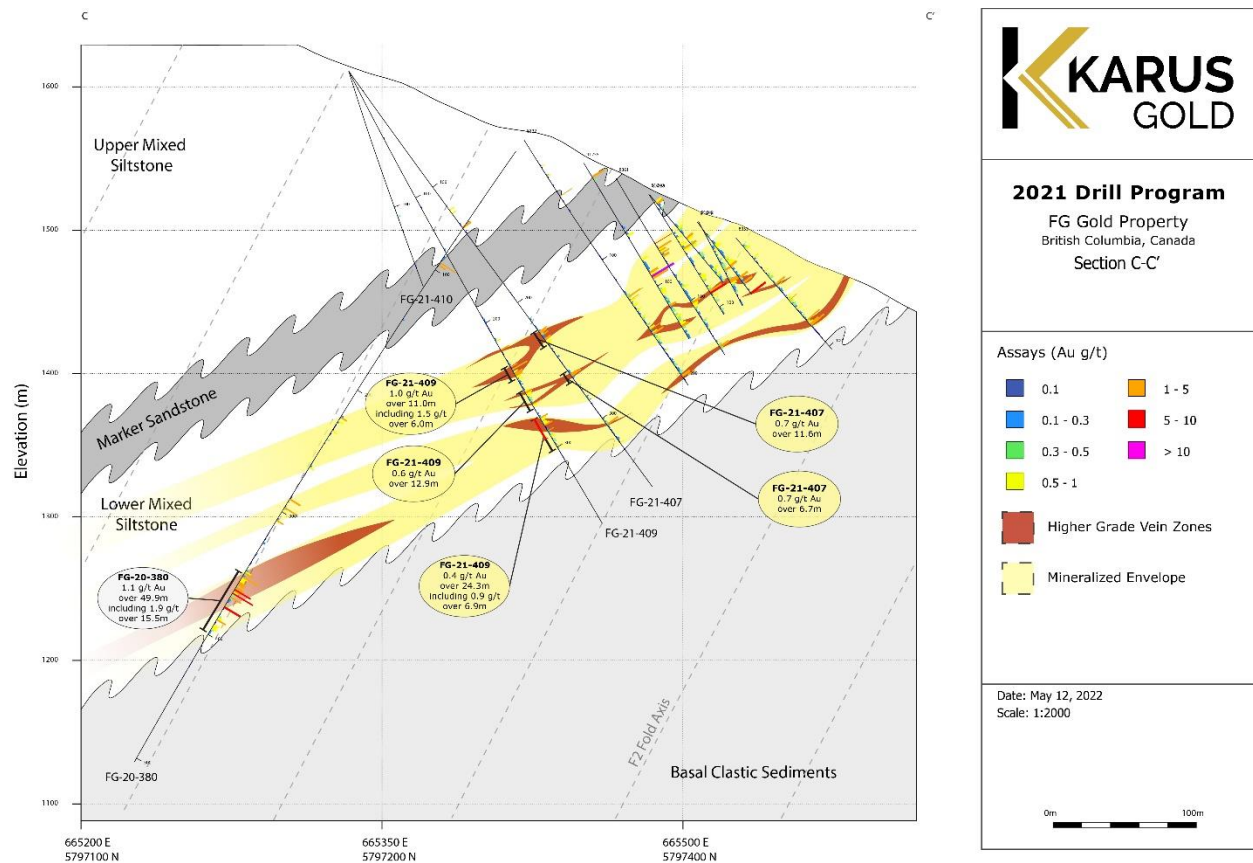 C
C'
1600
1500
1400
1300
1200
1100
Elevation (m)
Upper Mixed
Siltstone
Marker Sandstone
Lower Mixed
Siltstone
Basal Clastic Sediments
F2 Fold Axis
FG-21-410
FG-21-407
FG-21-409
FG-20-380
FG-21-409
1.0 g/t Au
over 11.0m
including 1.5 g/t
over 6.0m
FG-21-409
0.6 g/t Au
over 12.9m
FG-21-409
0.4 g/t Au
over 24.3m
including 0.9 g/t
over 6.9m
FG-21-407
0.7 g/t Au
over 11.6m
FG-21-407
0.7 g/t Au
over 6.7m
FG-20-380
1.1 g/t Au
over 49.9m
including 1.9 g/t
over 15.5m
665200 E
5797100 N
665350 E
5797200 N
665500 E
5797400 N
KARUS
GOLD
2021 Drill Program
FG Gold Property
British Columbia, Canada
Section C-C'
Assays (Au g/t)
0.1
0.1 - 0.3
0.3 - 0.5
0.5 - 1
1 - 5
5 - 10
> 10
Higher Grade Vein Zones
Mineralized Envelope
Date: May 12, 2022
Scale: 1:2000
0m
100m